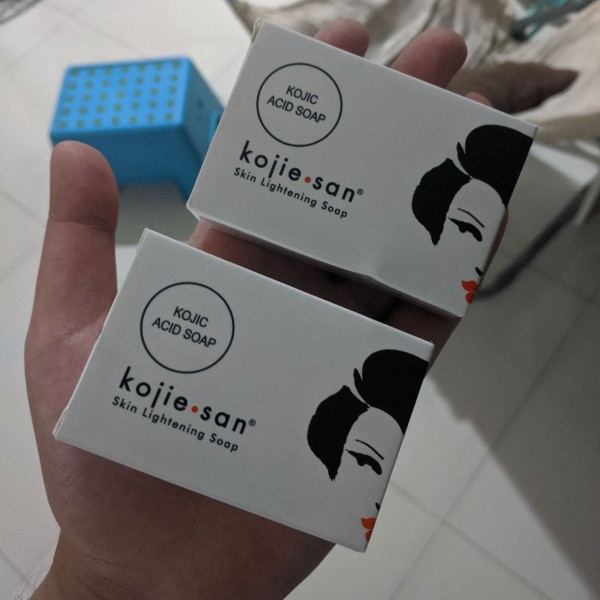 KOJIC
ACID SOAP
kojie•san®
Skin Lightening Soap
KOJIC
ACID SOAP
kojie•san®
Skin Lightening Soap